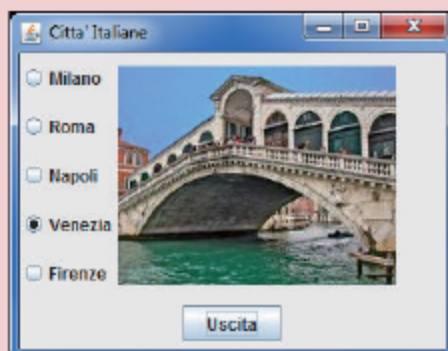 Citta' Italiane
Milano
Roma
Napoli
Venezia
Firenze
Uscita